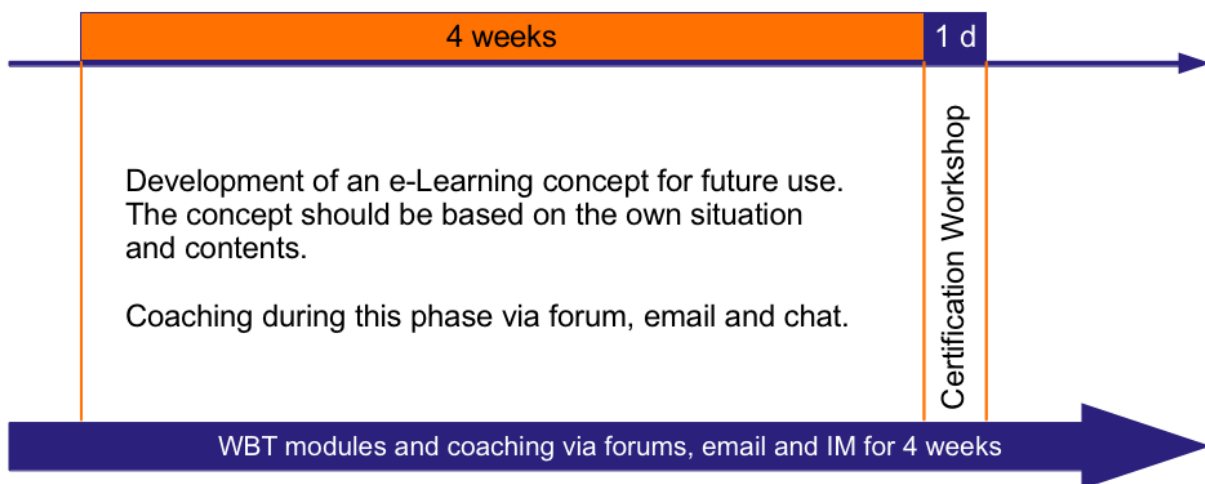 4 weeks
1 d
Development of an e-Learning concept for future use.
The concept should be based on the own situation
and contents.
Coaching during this phase via forum, email and chat.
Certification Workshop
WBT modules and coaching via forums, email and IM for 4 weeks